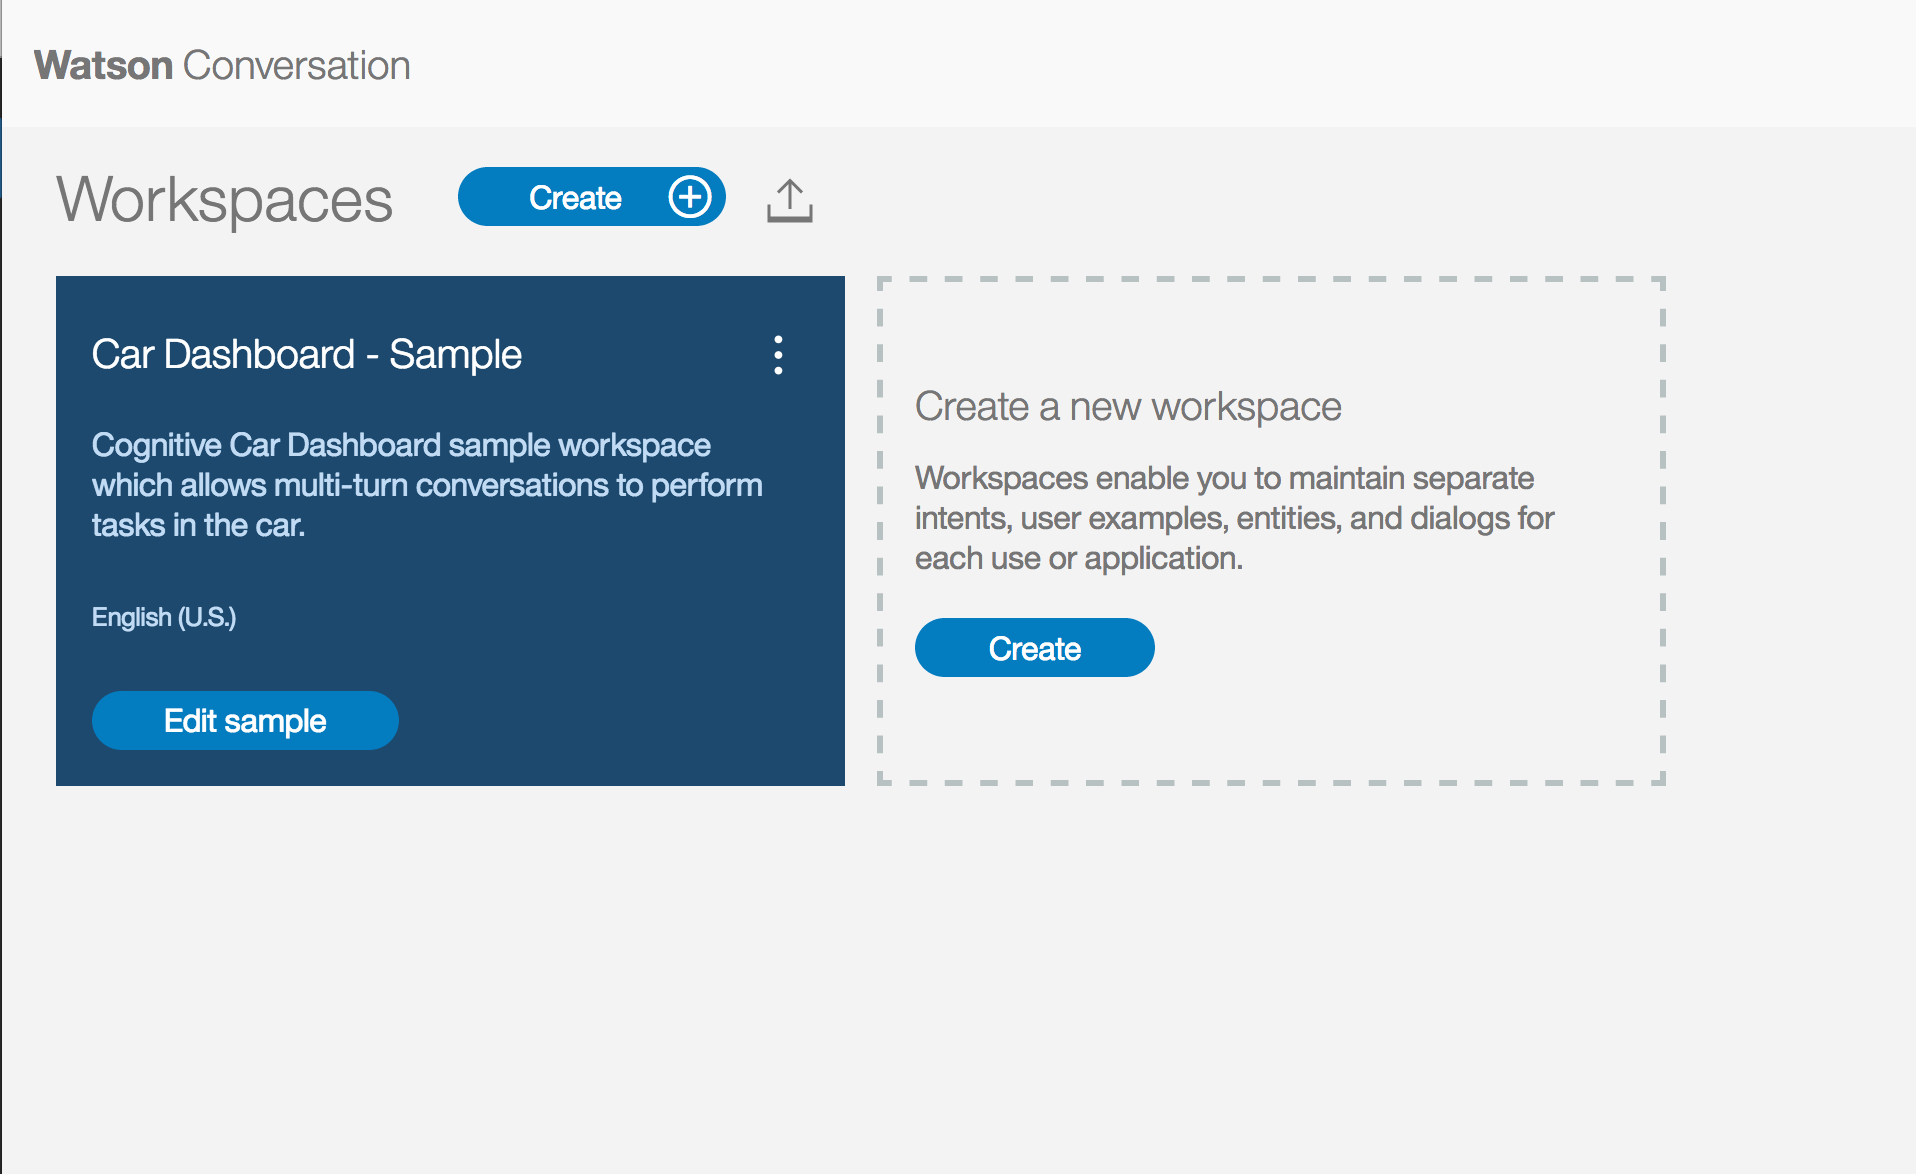 Watson Conversation
Workspaces
Create
Car Dashboard - Sample
Cognitive Car Dashboard sample workspace
which allows multi-turn conversations to perform
tasks in the car.
English (U.S.)
Edit sample
Create a new workspace
Workspaces enable you to maintain separate
intents, user examples, entities, and dialogs for
each use or application.
Create